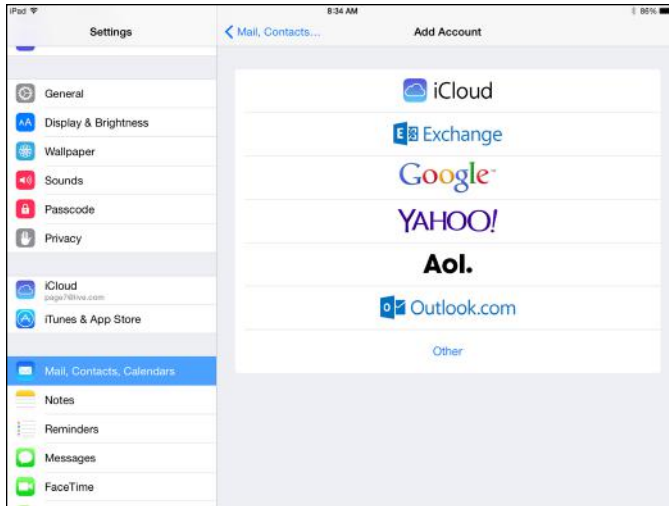 iPad 8:34 AM 86%
Settings
Mail, Contacts...
Add Account
General
AA Display & Brightness
Wallpaper
Sounds
Passcode
Privacy
iCloud
iTunes & App Store
Mail, Contacts, Calendars
Notes
Reminders
Messages
FaceTime
iCloud
E Exchange
Google
YAHOO!
Aol.
o Outlook.com
Other